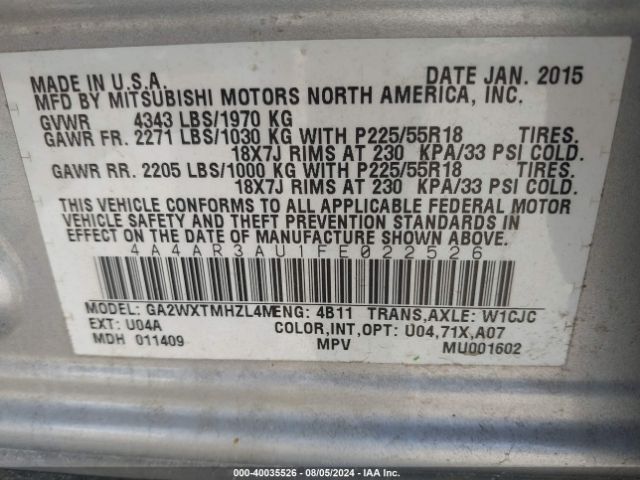 MADE IN U.S.A. DATE JAN. 2015
MFD BY MITSUBISHI MOTORS NORTH AMERICA, INC.
GVWR 4343 LBS/1970 KG
GAWR FR. 2271 LBS/1030 KG WITH P225/55R18 TIRES.
18X7J RIMS AT 230 KPA/33 PSI COLD.
GAWR RR. 2205 LBS/1000 KG WITH P225/55R18 TIRES.
18X7J RIMS AT 230 KPA/33 PSI COLD.
THIS VEHICLE CONFORMS TO ALL APPLICABLE FEDERAL MOTOR
VEHICLE SAFETY AND THEFT PREVENTION STANDARDS IN
EFFECT ON THE DATE OF MANUFACTURE SHOWN ABOVE.
4A4AR3AU1FE022526
MODEL: GA2WXTMHZL4M ENG: 4B11 TRANS,AXLE: W1CJC
EXT: U04A COLOR,INT,OPT: U04,71X,A07
MDH 011409 MPV MU001602
000-40035526 - 08/05/2024 - IAAI.COM